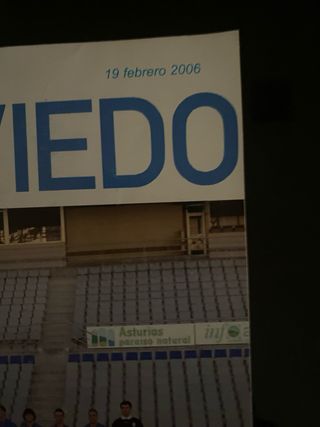 19 febrero 2006
VIEDO
Asturias
paraíso natural
inf